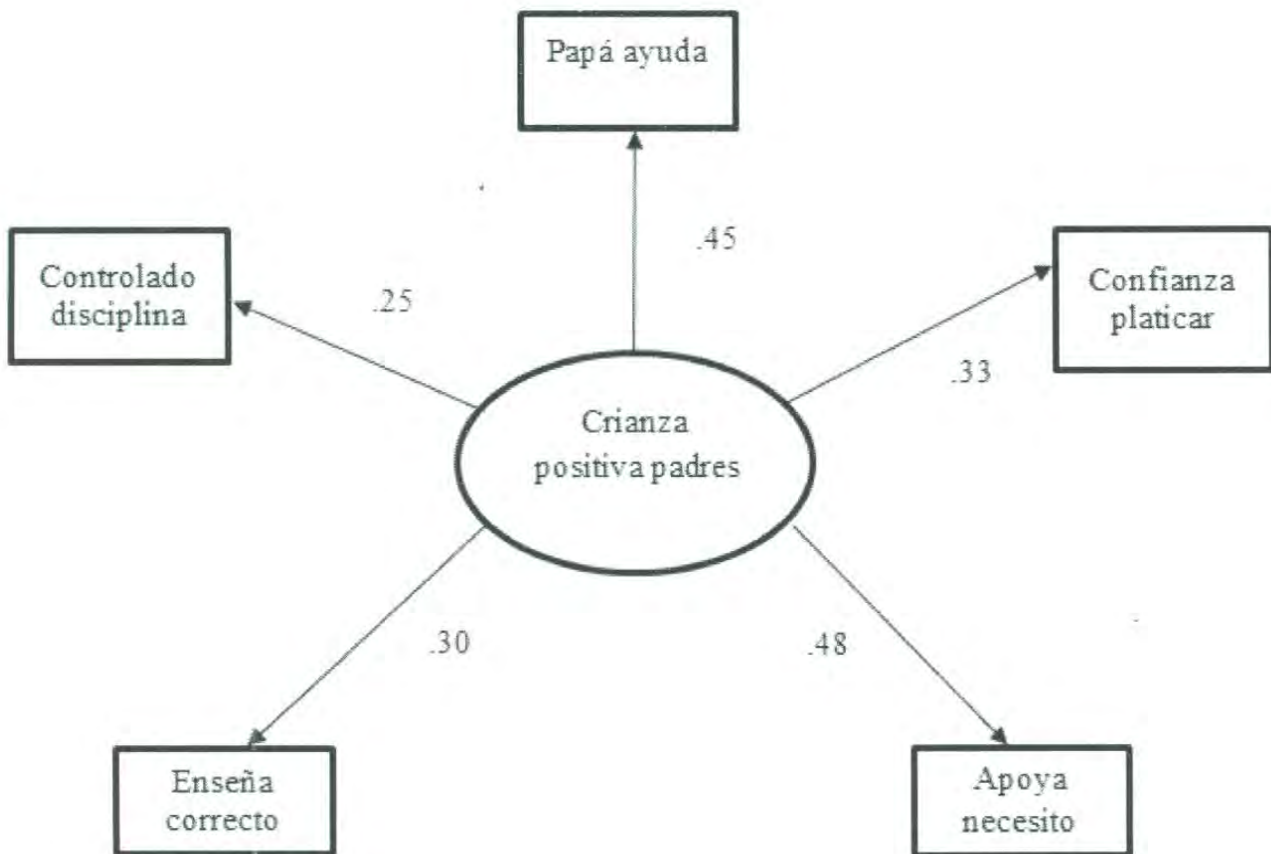 Papá ayuda
.45
Controlado
disciplina
.25
Confianza
platicar
.33
Crianza
positiva padres
.30
.48
Enseña
correcto
Apoya
necesito